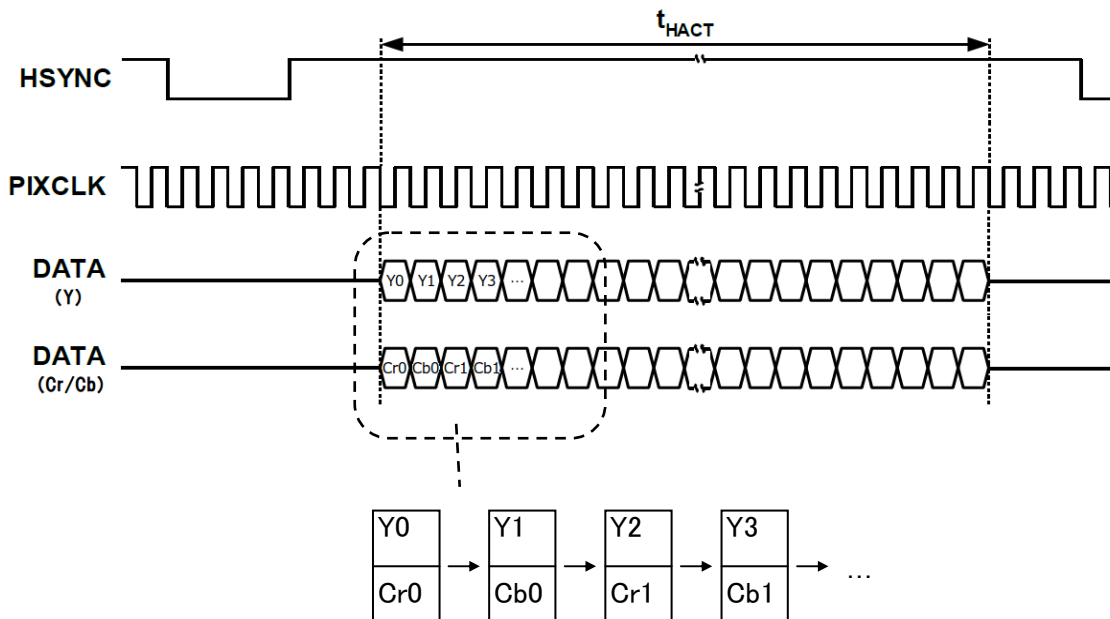 tHACT
HSYNC
PIXCLK
DATA
(Y)
Y0 Y1 Y2 Y3 ...
DATA
(Cr/Cb)
Cr0 Cb0 Cr1 Cb1 ...
Y0 Y1 Y2 Y3
Cr0 Cb0 Cr1 Cb1 ...